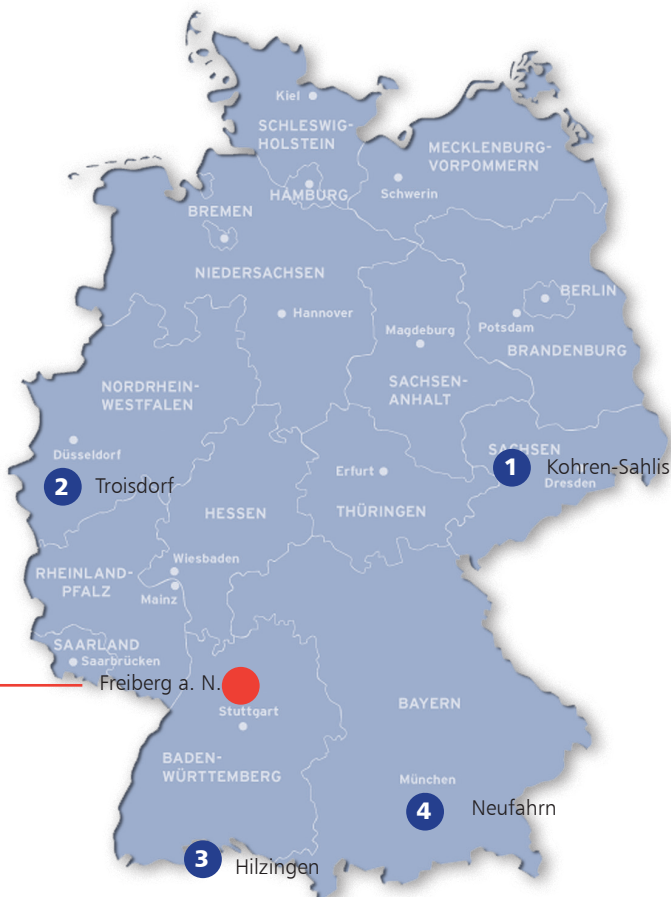 Kiel
SCHLESWIG-
HOLSTEIN
MECKLENBURG-
VORPOMMERN
HAMBURG
Schwerin
BREMEN
NIEDERSACHSEN
BERLIN
Hannover
Potsdam
Magdeburg
BRANDENBURG
NORDRHEIN-
WESTFALEN
SACHSEN-
ANHALT
Düsseldorf
SACHSEN
1 Kohren-Sahlis
Dresden
2 Troisdorf
Erfurt
HESSEN
THÜRINGEN
Wiesbaden
RHEINLAND-
PFALZ
Mainz
SAARLAND
Saarbrücken
Freiberg a. N.
Stuttgart
BAYERN
BADEN-
WÜRTTEMBERG
München
4 Neufahrn
3 Hilzingen